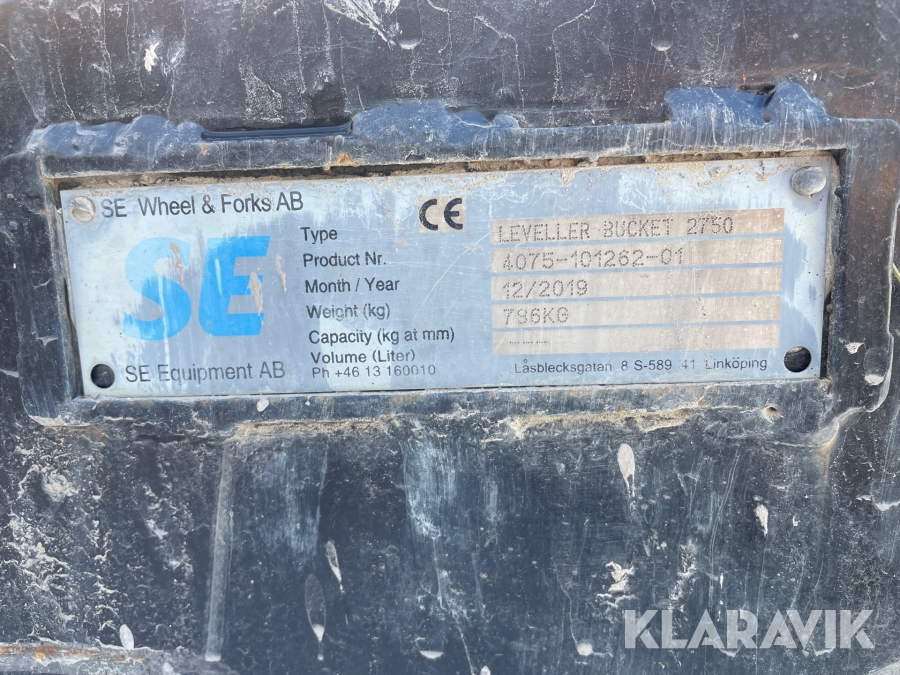 SE Wheel & Forks AB
CE
SE
SE Equipment AB
Type LEVELLER BUCKET 2750
Product Nr. 4075-101262-01
Month / Year 12/2019
Weight (kg) 786KG
Capacity (kg at mm)
Volume (Liter)
Ph +46 13 160010
Låsblecksgatan 8 S-589 41 Linköping
KLARAVIK